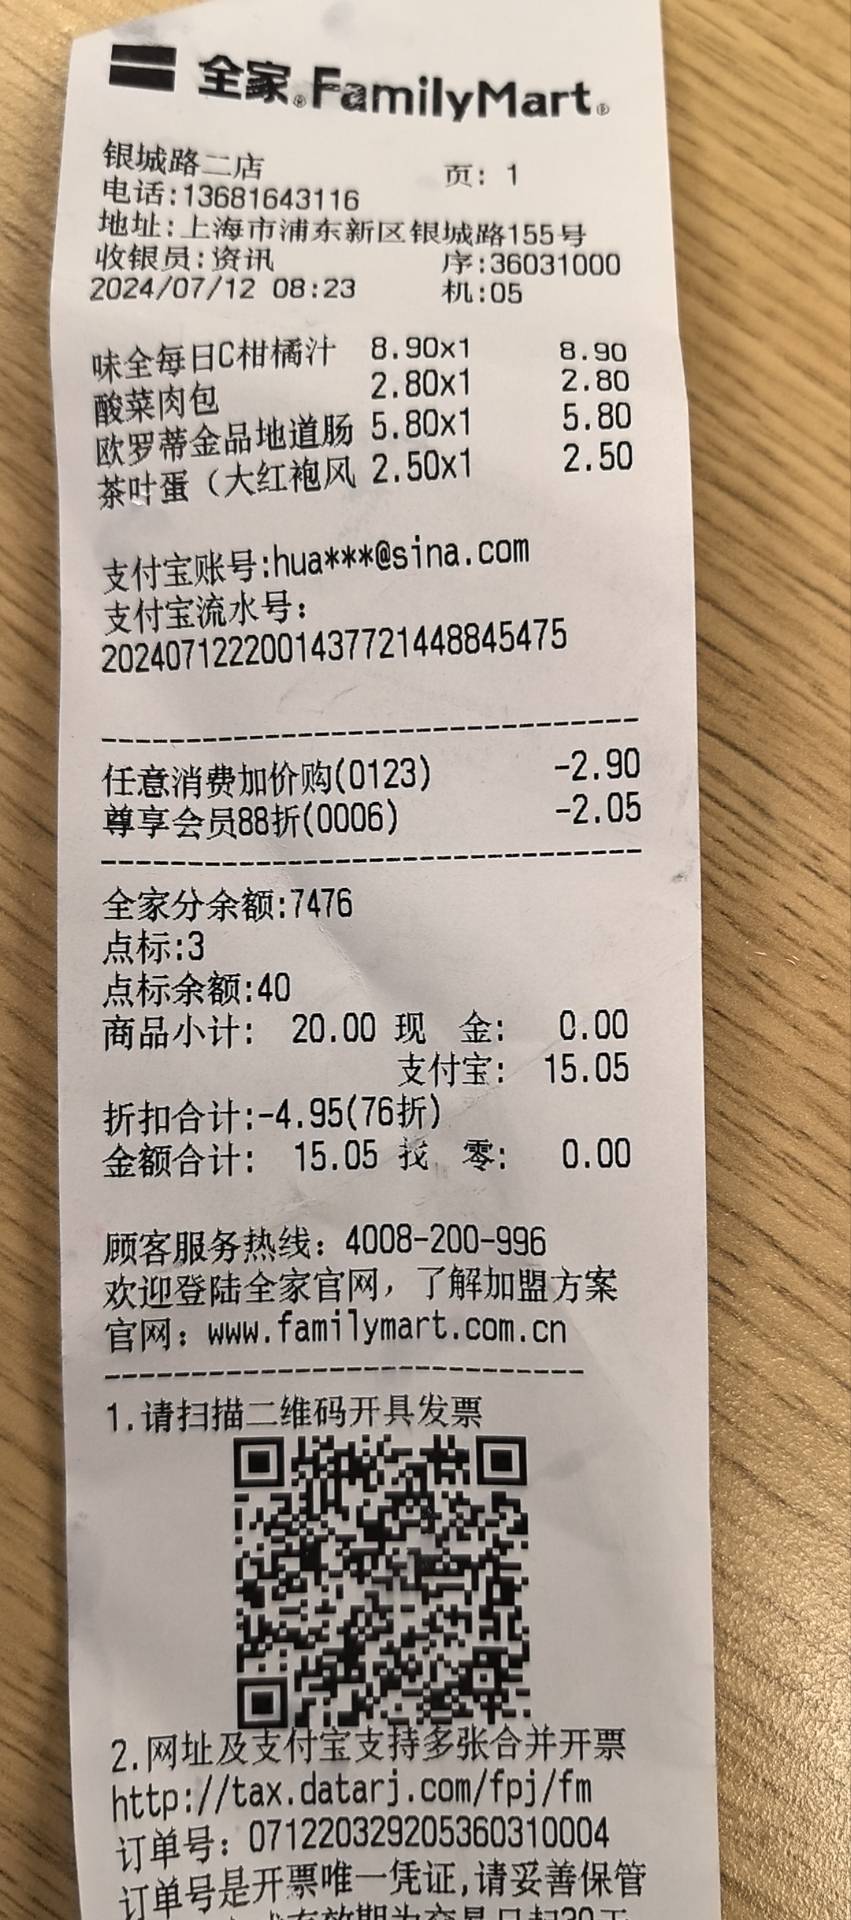 全家® FamilyMart®
银城路二店 页: 1
电话:13681643116
地址:上海市浦东新区银城路155号
收银员:资讯 序:36031000
2024/07/12 08:23 机:05
味全每日C柑橘汁 8.90x1 8.90
酸菜肉包 2.80x1 2.80
欧罗蒂金品地道肠 5.80x1 5.80
茶叶蛋（大红袍风 2.50x1 2.50
支付宝账号:hua***@sina.com
支付宝流水号:
2024071222001437721448845475
任意消费加价购(0123) -2.90
尊享会员88折(0006) -2.05
全家分余额:7476
点标:3
点标余额:40
商品小计: 20.00 现 金: 0.00
支付宝: 15.05
折扣合计:-4.95(76折)
金额合计: 15.05 找 零: 0.00
顾客服务热线: 4008-200-996
欢迎登陆全家官网，了解加盟方案
官网: www.familymart.com.cn
1.请扫描二维码开具发票
2.网址及支付宝支持多张合并开票
http://tax.datarj.com/fpj/fm
订单号: 071220329205360310004
订单号是开票唯一凭证,请妥善保管
有效期为交易日起30天